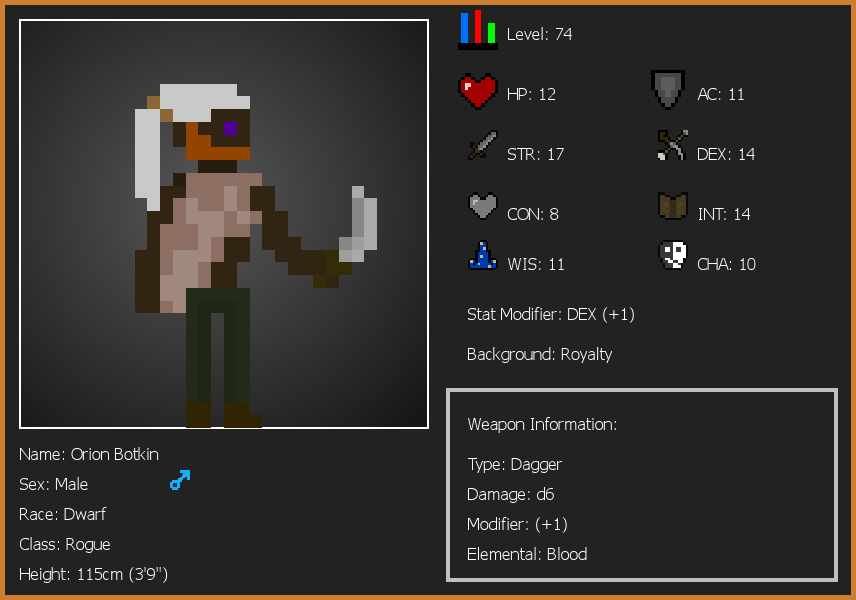 Level: 74
HP: 12
AC: 11
STR: 17
DEX: 14
CON: 8
INT: 14
WIS: 11
CHA: 10
Stat Modifier: DEX (+1)
Background: Royalty
Weapon Information:
Type: Dagger
Damage: d6
Modifier: (+1)
Elemental: Blood
Name: Orion Botkin
Sex: Male
Race: Dwarf
Class: Rogue
Height: 115cm (3'9")